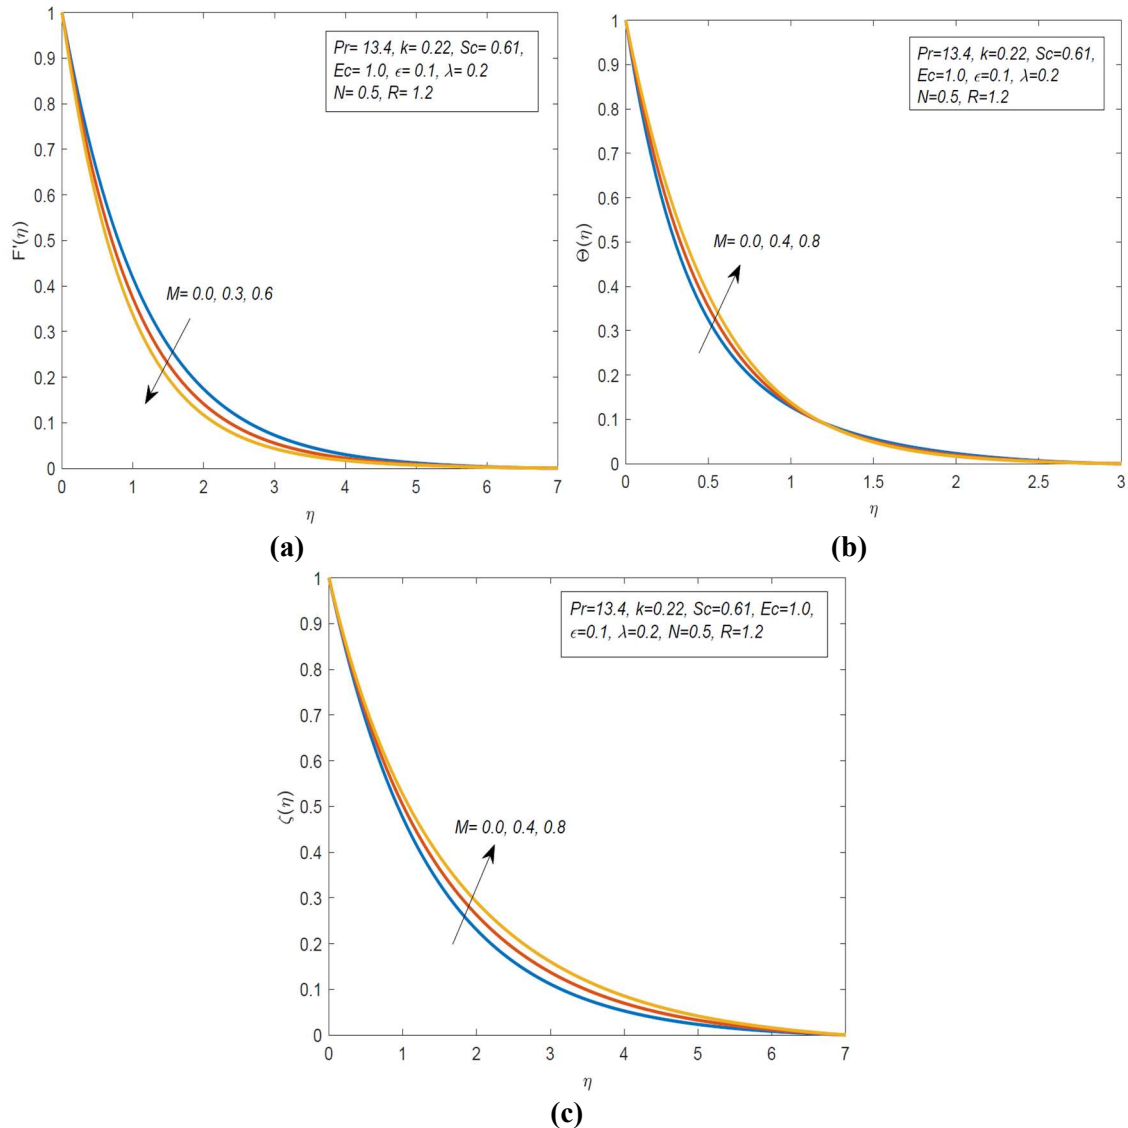 Pr= 13.4, k= 0.22, Sc= 0.61,
Ec= 1.0, ϵ= 0.1, λ= 0.2
N= 0.5, R= 1.2
M= 0.0, 0.3, 0.6
F'(η)
1
0.9
0.8
0.7
0.6
0.5
0.4
0.3
0.2
0.1
0
0 1 2 3 4 5 6 7
η
(a)
Pr=13.4, k=0.22, Sc=0.61,
Ec=1.0, ϵ=0.1, λ=0.2
N=0.5, R=1.2
M= 0.0, 0.4, 0.8
Θ(η)
1
0.9
0.8
0.7
0.6
0.5
0.4
0.3
0.2
0.1
0
0 0.5 1 1.5 2 2.5 3
η
(b)
Pr=13.4, k=0.22, Sc=0.61, Ec=1.0,
ϵ=0.1, λ=0.2, N=0.5, R=1.2
M= 0.0, 0.4, 0.8
ζ(η)
1
0.9
0.8
0.7
0.6
0.5
0.4
0.3
0.2
0.1
0
0 1 2 3 4 5 6 7
η
(c)